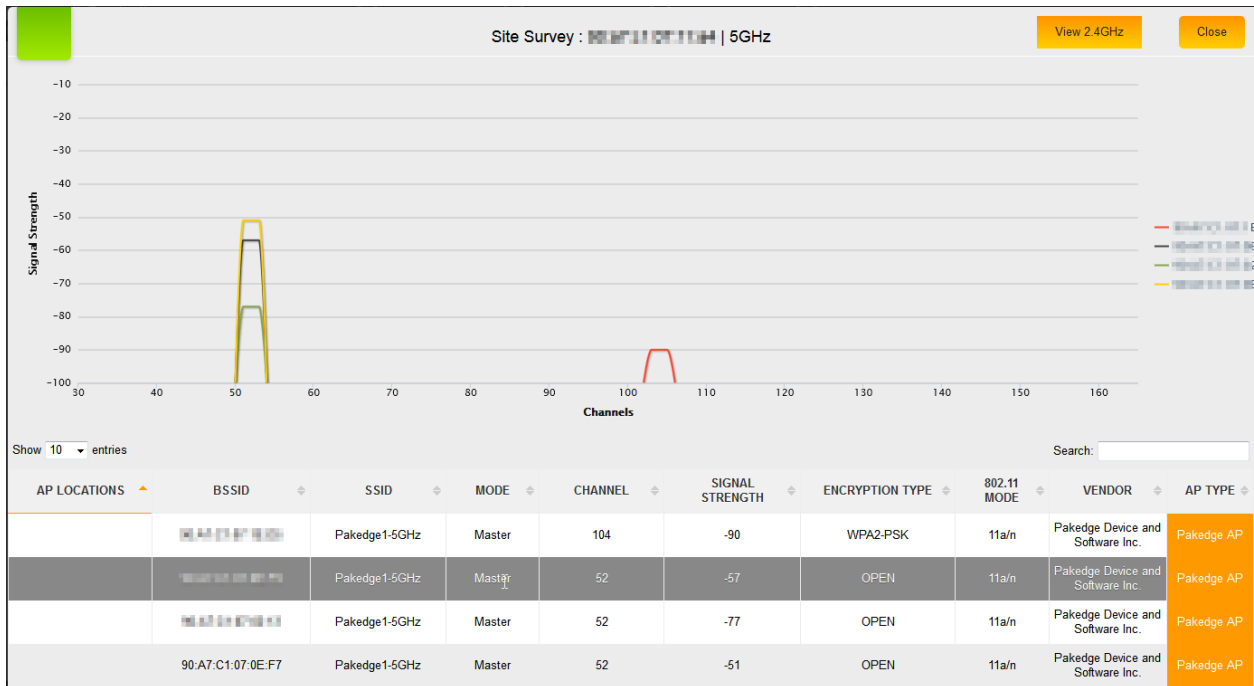 Site Survey : | 5GHz
View 2.4GHz
Close
-10
-20
-30
-40
-50
-60
-70
-80
-90
-100
Signal Strength
30 40 50 60 70 80 90 100 110 120 130 140 150 160
Channels
Show 10 entries
Search:
AP LOCATIONS BSSID SSID MODE CHANNEL SIGNAL STRENGTH ENCRYPTION TYPE 802.11 MODE VENDOR AP TYPE
Pakedge1-5GHz Master 104 -90 WPA2-PSK 11a/n Pakedge Device and Software Inc. Pakedge AP
Pakedge1-5GHz Master 52 -57 OPEN 11a/n Pakedge Device and Software Inc. Pakedge AP
Pakedge1-5GHz Master 52 -77 OPEN 11a/n Pakedge Device and Software Inc. Pakedge AP
90:A7:C1:07:0E:F7 Pakedge1-5GHz Master 52 -51 OPEN 11a/n Pakedge Device and Software Inc. Pakedge AP